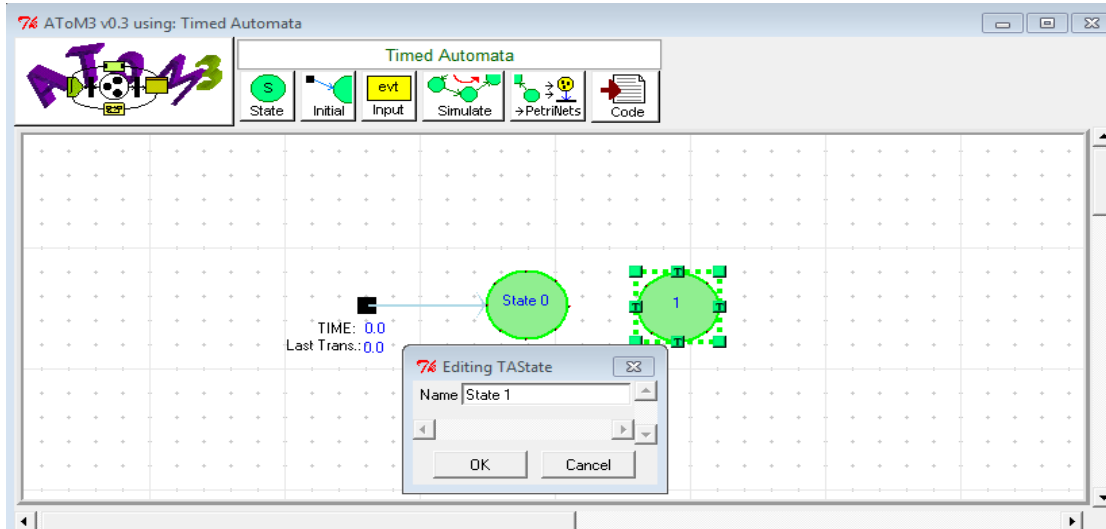 AToM3 v0.3 using: Timed Automata
AToM3
Timed Automata
S
evt
State
Initial
Input
Simulate
→PetriNets
Code
State 0
T
1
T
T
T
TIME: 0.0
Last Trans.: 0.0
Editing TAState
Name State 1
OK
Cancel